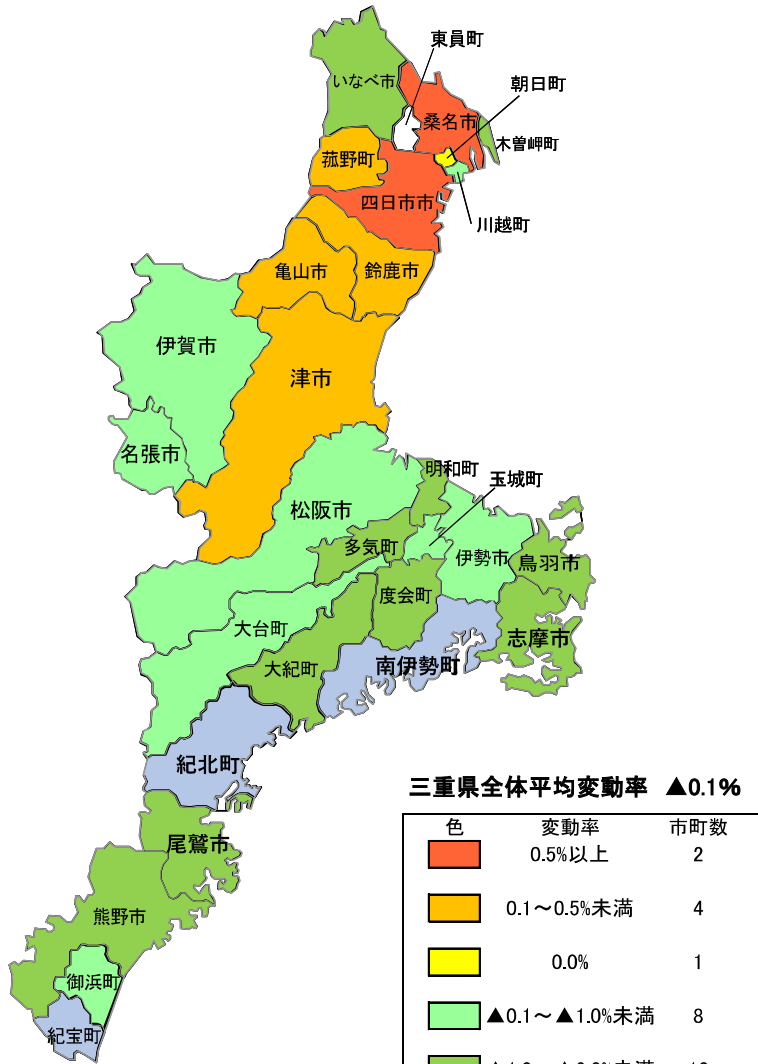 東員町
朝日町
いなべ市
桑名市
木曽岬町
菰野町
四日市市
川越町
亀山市
鈴鹿市
伊賀市
津市
名張市
明和町
玉城町
松阪市
多気町
伊勢市
鳥羽市
度会町
大台町
志摩市
大紀町
南伊勢町
紀北町
三重県全体平均変動率 ▲0.1%
色 変動率 市町数
0.5%以上 2
尾鷲市
0.1～0.5%未満 4
熊野市
0.0% 1
御浜町
▲0.1～▲1.0%未満 8
紀宝町